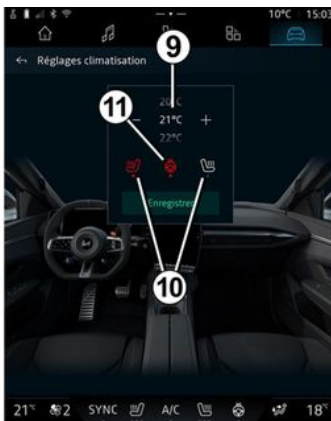 10°C 15:03
Réglages climatisation
9
20°C
11
− 21°C +
22°C
Enregistrer
10
21° 2 SYNC A/C 18°